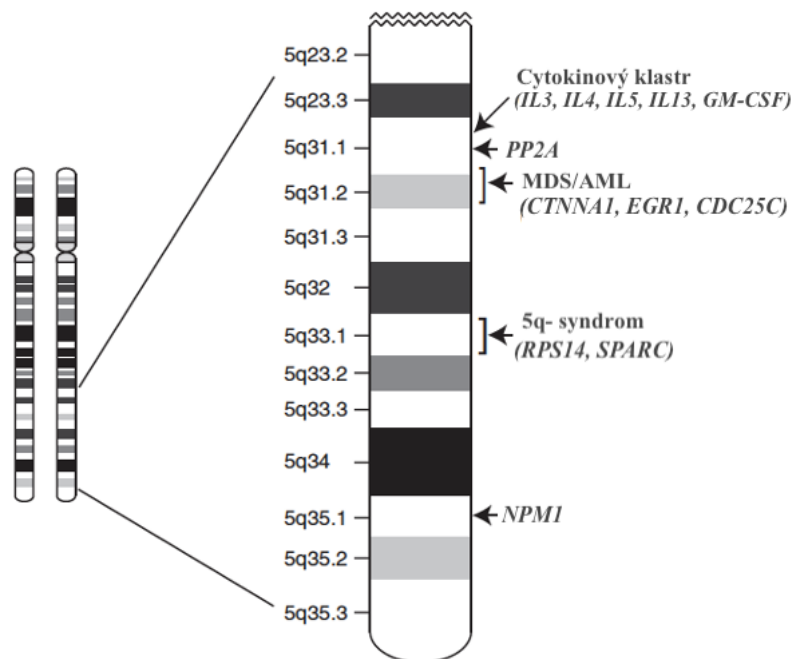 5q23.2
5q23.3
5q31.1
5q31.2
5q31.3
5q32
5q33.1
5q33.2
5q33.3
5q34
5q35.1
5q35.2
5q35.3
Cytokinový klastr
(IL3, IL4, IL5, IL13, GM-CSF)
PP2A
MDS/AML
(CTNNA1, EGR1, CDC25C)
5q- syndrom
(RPS14, SPARC)
NPM1